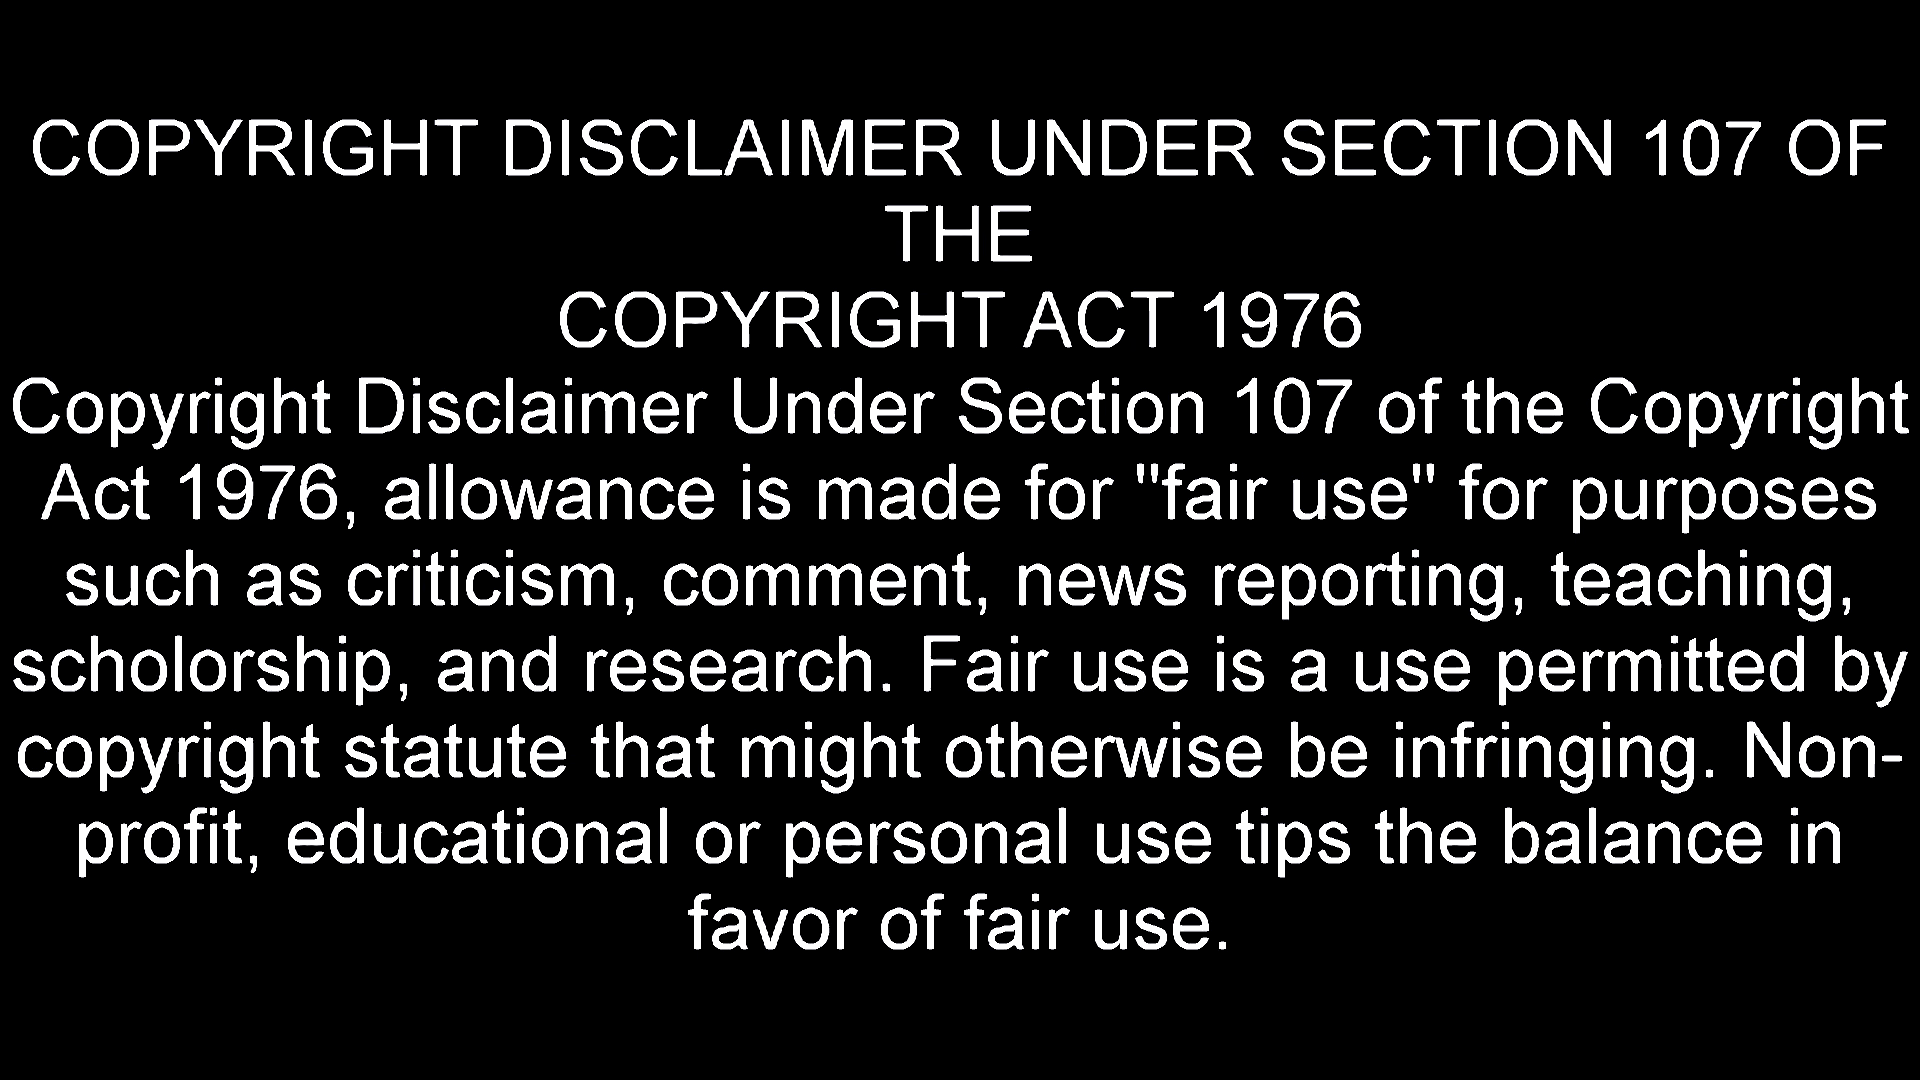 COPYRIGHT DISCLAIMER UNDER SECTION 107 OF
THE
COPYRIGHT ACT 1976
Copyright Disclaimer Under Section 107 of the Copyright
Act 1976, allowance is made for "fair use" for purposes
such as criticism, comment, news reporting, teaching,
scholorship, and research. Fair use is a use permitted by
copyright statute that might otherwise be infringing. Non-
profit, educational or personal use tips the balance in
favor of fair use.